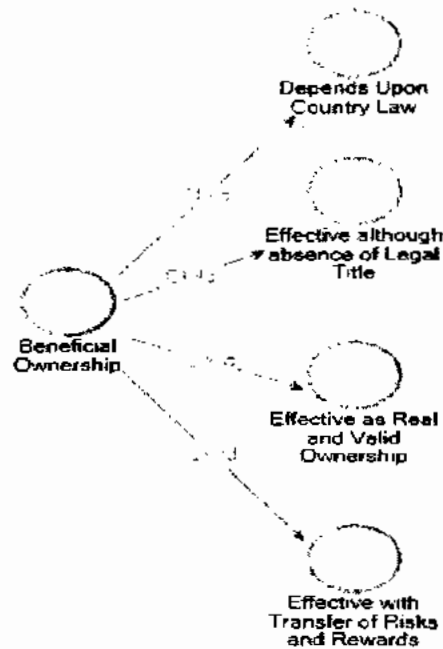 Depends Upon
Country Law
Effective although
absence of Legal
Title
Beneficial
Ownership
Effective as Real
and Valid
Ownership
Effective with
Transfer of Risks
and Rewards